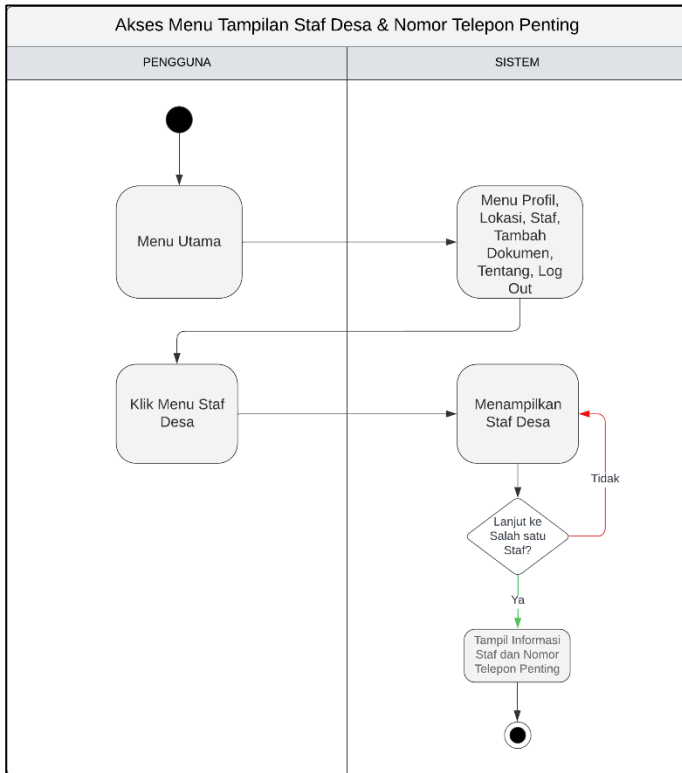 Akses Menu Tampilan Staf Desa & Nomor Telepon Penting
PENGGUNA
SISTEM
Menu Utama
Menu Profil,
Lokasi, Staf,
Tambah
Dokumen,
Tentang, Log
Out
Klik Menu Staf
Desa
Menampilkan
Staf Desa
Tidak
Lanjut ke
Salah satu
Staf?
Ya
Tampil Informasi
Staf dan Nomor
Telepon Penting